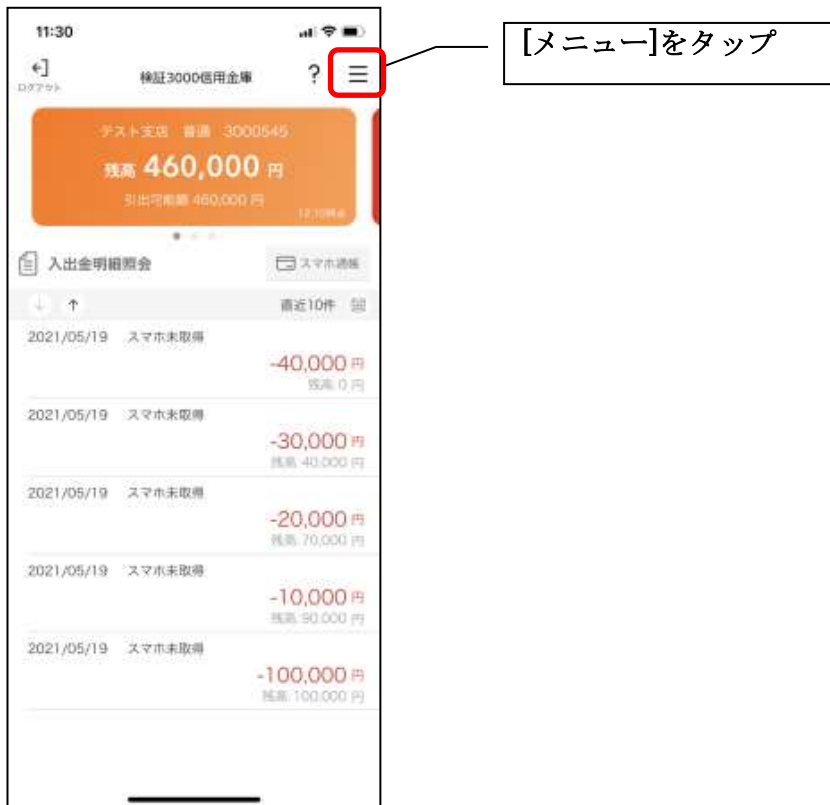 11:30
[メニュー]をタップ
ログアウト
検証3000信用金庫
?
テスト支店 普通 3000545
残高 460,000 円
引出可能額 460,000 円
入出金明細照会
スマホ通帳
↓ ↑ 直近10件
2021/05/19 スマホ未取得
-40,000 円
残高 0 円
2021/05/19 スマホ未取得
-30,000 円
残高 40,000 円
2021/05/19 スマホ未取得
-20,000 円
残高 70,000 円
2021/05/19 スマホ未取得
-10,000 円
残高 90,000 円
2021/05/19 スマホ未取得
-100,000 円
残高 100,000 円